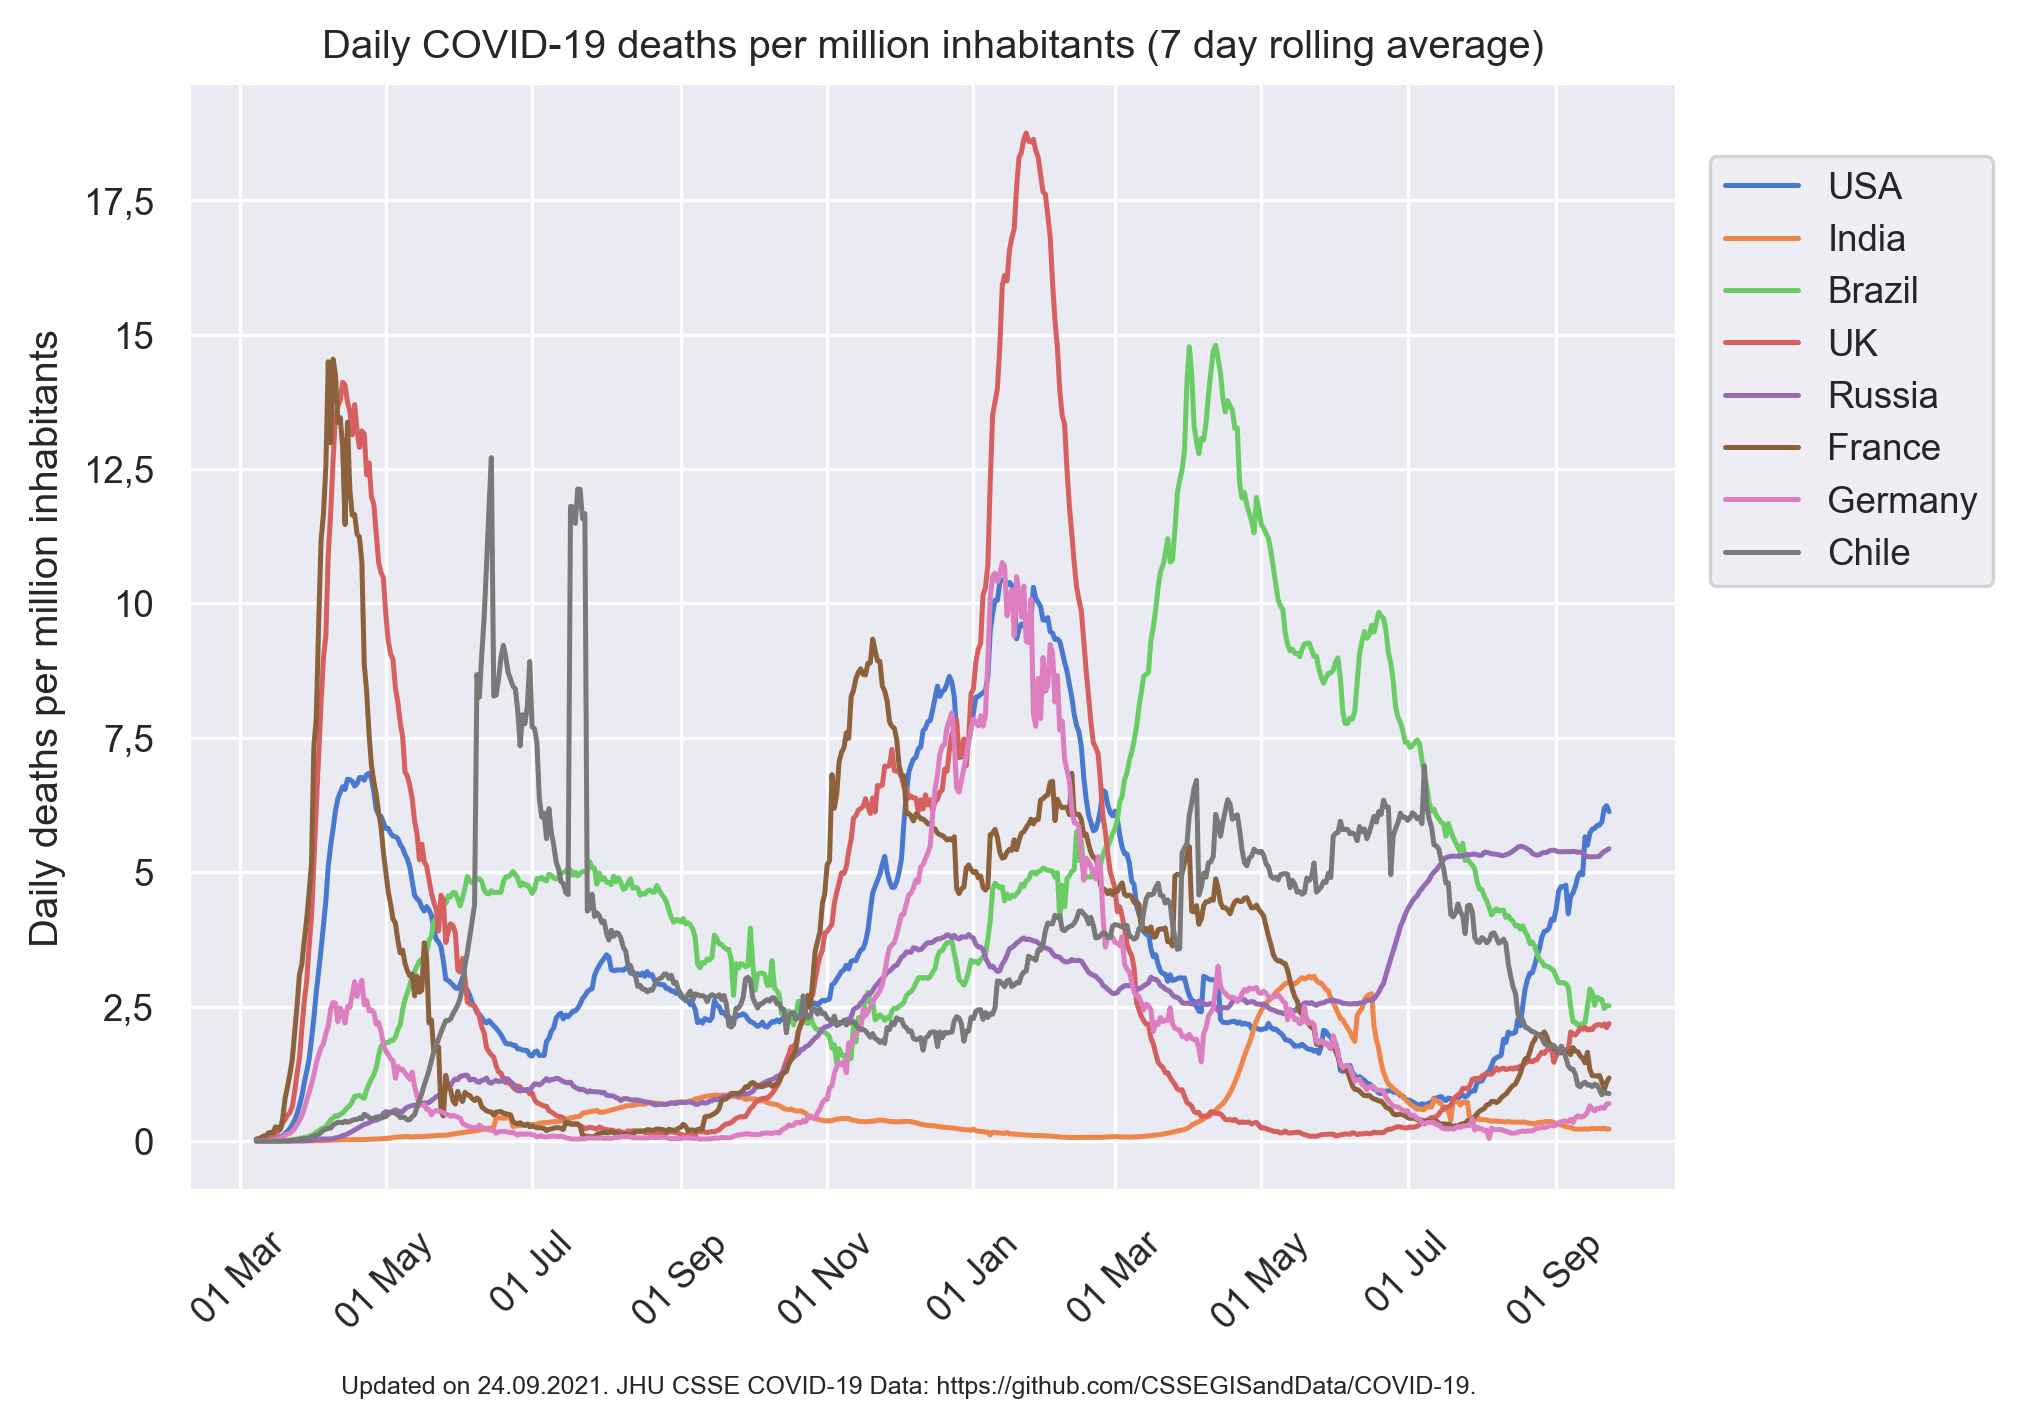 Daily COVID-19 deaths per million inhabitants (7 day rolling average)
Daily deaths per million inhabitants
17,5
15
12,5
10
7,5
5
2,5
0
01 Mar
01 May
01 Jul
01 Sep
01 Nov
01 Jan
01 Mar
01 May
01 Jul
01 Sep
USA
India
Brazil
UK
Russia
France
Germany
Chile
Updated on 24.09.2021. JHU CSSE COVID-19 Data: https://github.com/CSSEGISandData/COVID-19.